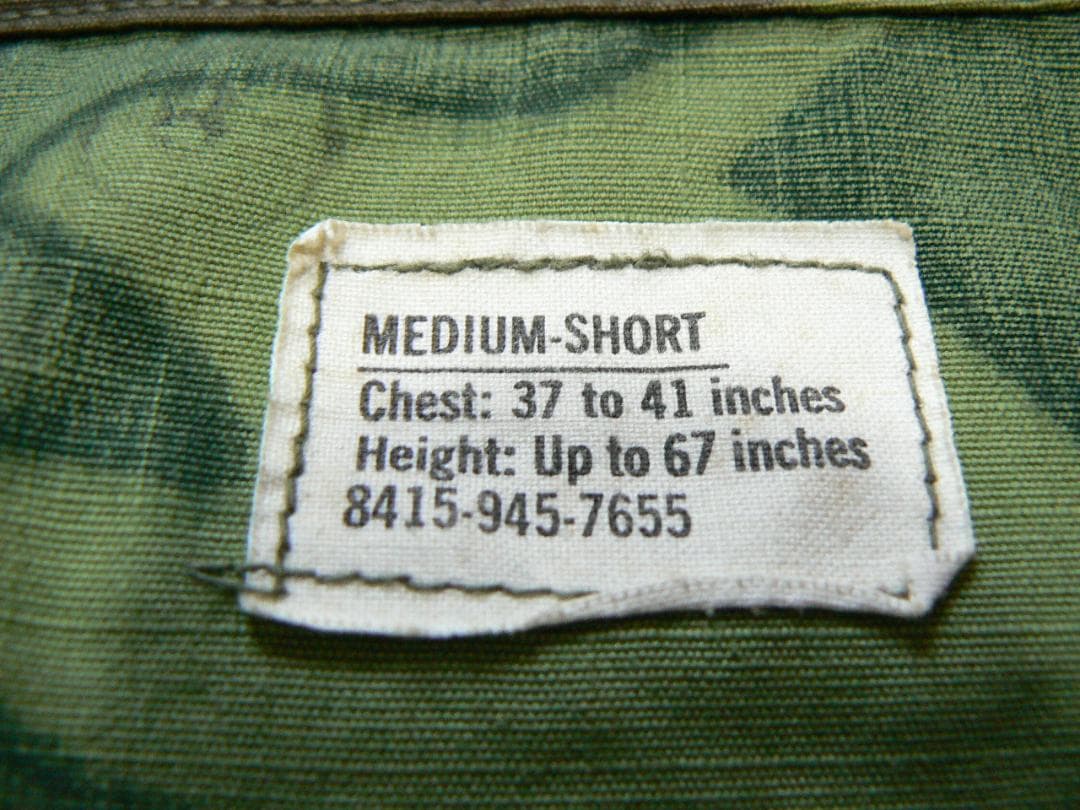 MEDIUM-SHORT
Chest: 37 to 41 inches
Height: Up to 67 inches
8415-945-7655